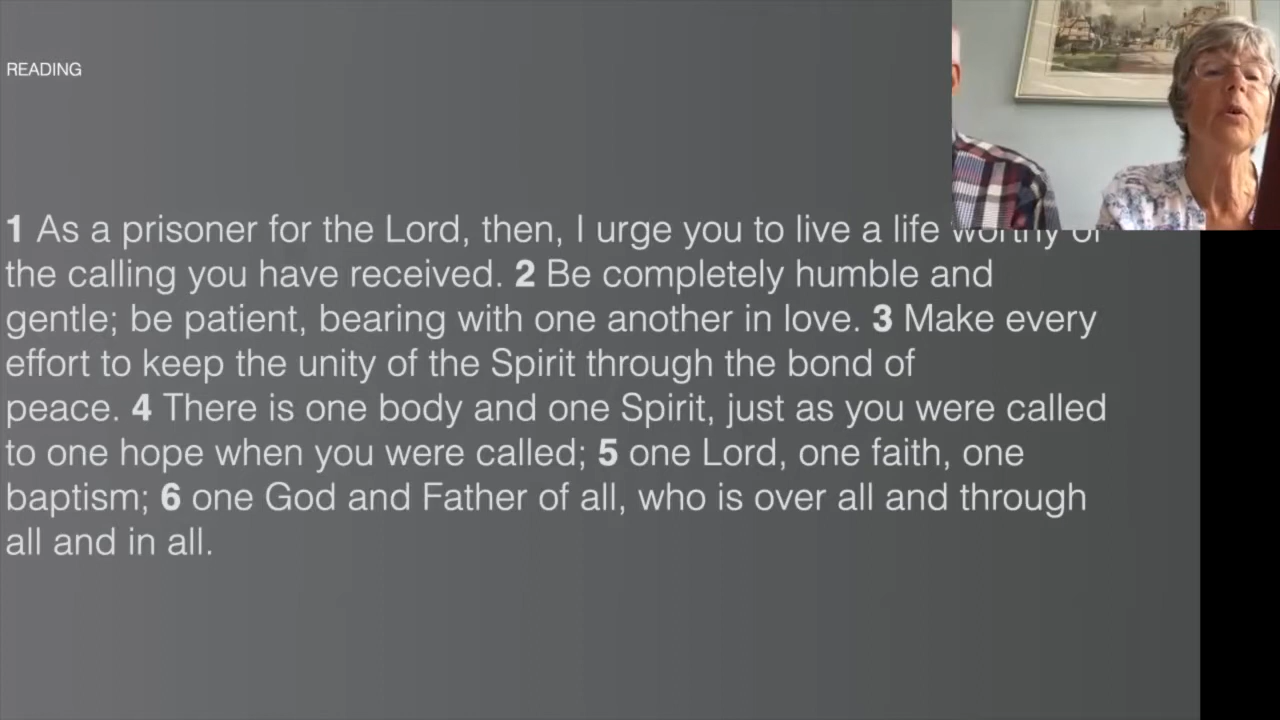 READING
1 As a prisoner for the Lord, then, I urge you to live a life worthy of
the calling you have received. 2 Be completely humble and
gentle; be patient, bearing with one another in love. 3 Make every
effort to keep the unity of the Spirit through the bond of
peace. 4 There is one body and one Spirit, just as you were called
to one hope when you were called; 5 one Lord, one faith, one
baptism; 6 one God and Father of all, who is over all and through
all and in all.